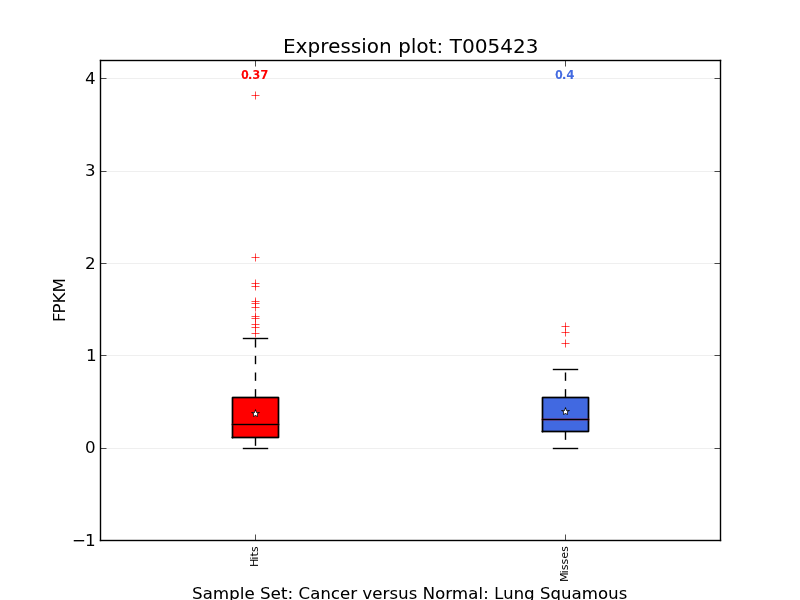 Expression plot: T005423
0.37
0.4
4
3
2
1
0
−1
FPKM
Hits
Misses
Sample Set: Cancer versus Normal: Lung Squamous